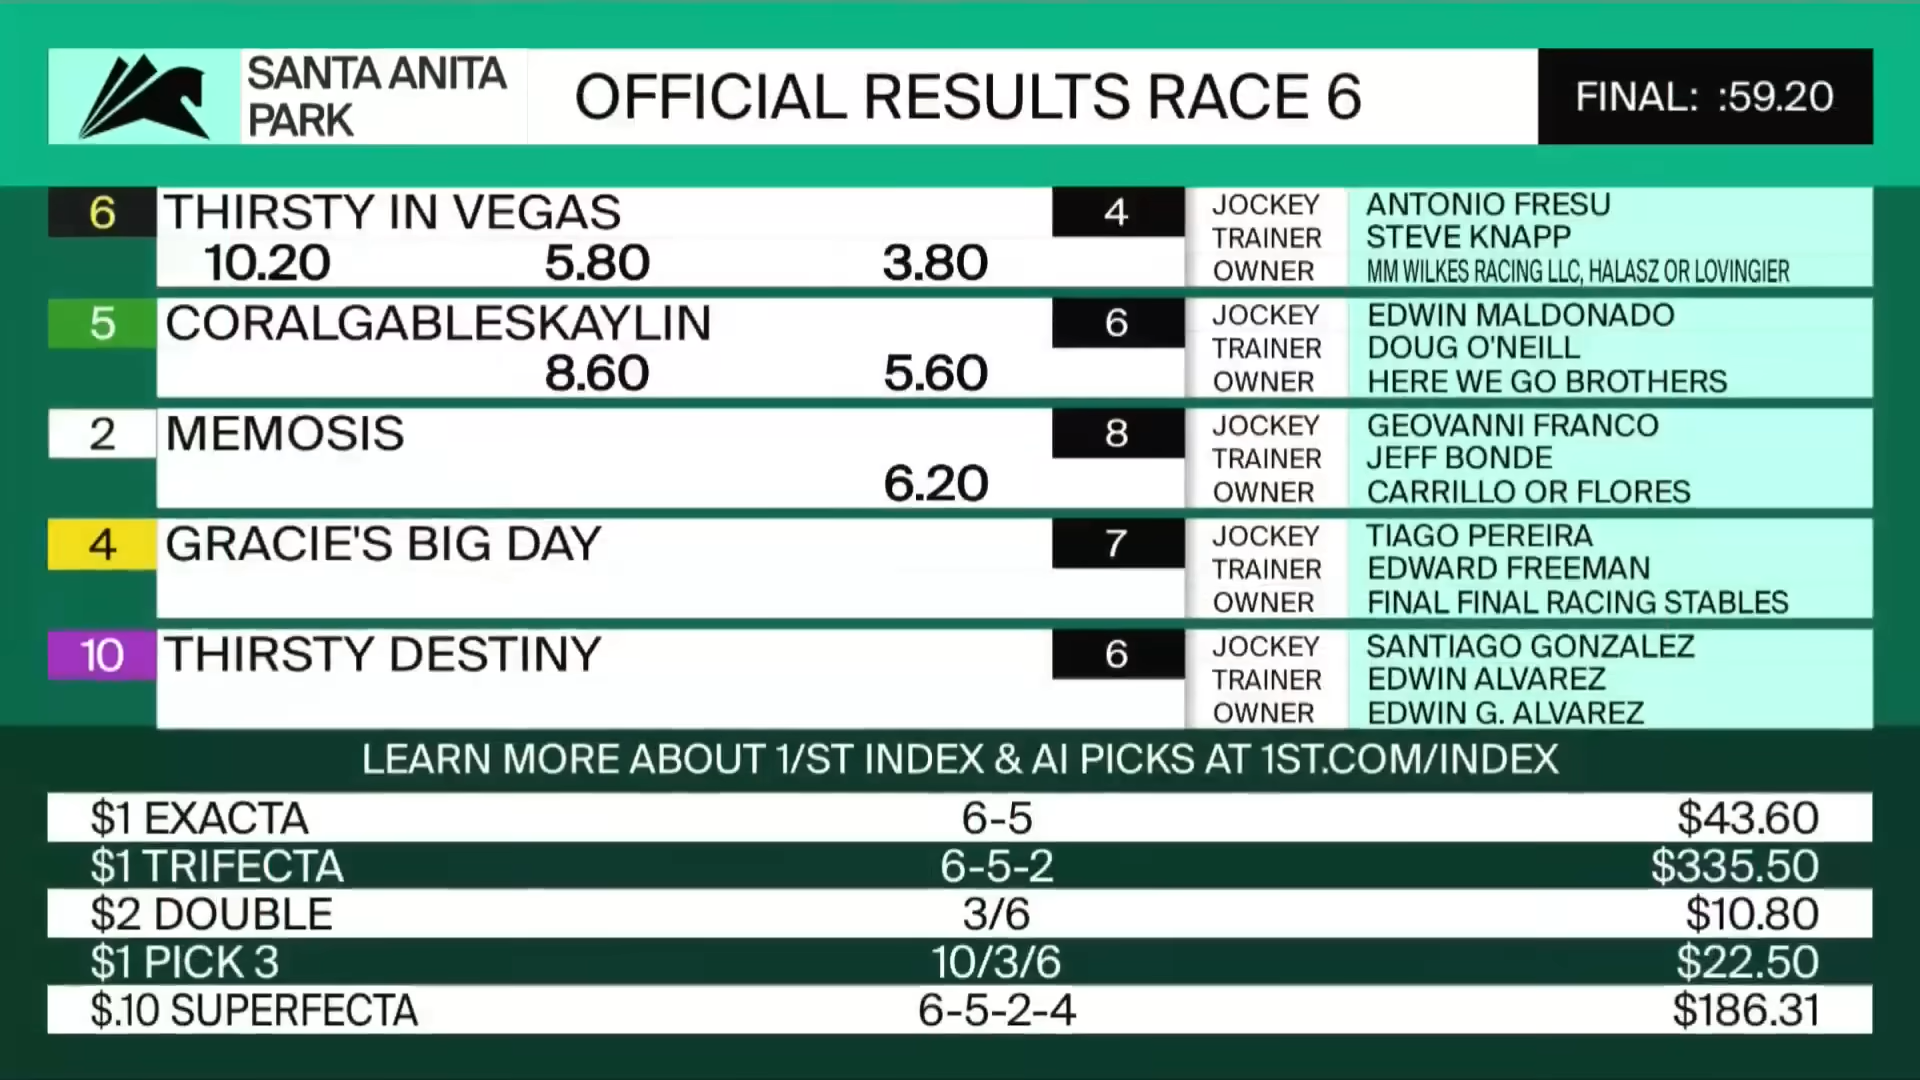 SANTA ANITA
PARK
OFFICIAL RESULTS RACE 6
FINAL: :59.20
6 THIRSTY IN VEGAS 4
10.20 5.80 3.80
JOCKEY ANTONIO FRESU
TRAINER STEVE KNAPP
OWNER MM WILKES RACING LLC, HALASZ OR LOVINGIER
5 CORALGABLESKAYLIN 6
8.60 5.60
JOCKEY EDWIN MALDONADO
TRAINER DOUG O'NEILL
OWNER HERE WE GO BROTHERS
2 MEMOSIS 8
6.20
JOCKEY GEOVANNI FRANCO
TRAINER JEFF BONDE
OWNER CARRILLO OR FLORES
4 GRACIE'S BIG DAY 7
JOCKEY TIAGO PEREIRA
TRAINER EDWARD FREEMAN
OWNER FINAL FINAL RACING STABLES
10 THIRSTY DESTINY 6
JOCKEY SANTIAGO GONZALEZ
TRAINER EDWIN ALVAREZ
OWNER EDWIN G. ALVAREZ
LEARN MORE ABOUT 1/ST INDEX & AI PICKS AT 1ST.COM/INDEX
$1 EXACTA 6-5 $43.60
$1 TRIFECTA 6-5-2 $335.50
$2 DOUBLE 3/6 $10.80
$1 PICK 3 10/3/6 $22.50
$.10 SUPERFECTA 6-5-2-4 $186.31